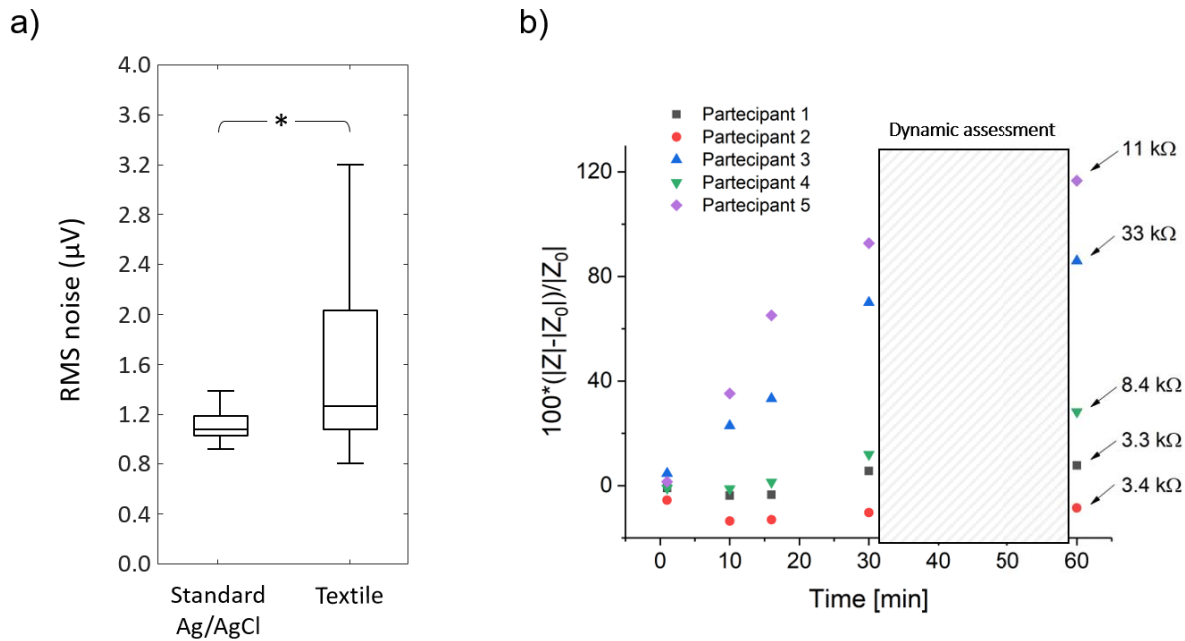 a)
RMS noise (µV)
4.0
3.6
3.2
2.8
2.4
2.0
1.6
1.2
0.8
0.4
0.0
*
Standard
Ag/AgCl
Textile
b)
100*(|Z|-|Z₀|)/|Z₀|
120
80
40
0
Partecipant 1
Partecipant 2
Partecipant 3
Partecipant 4
Partecipant 5
Dynamic assessment
11 kΩ
33 kΩ
8.4 kΩ
3.3 kΩ
3.4 kΩ
0 10 20 30 40 50 60
Time [min]